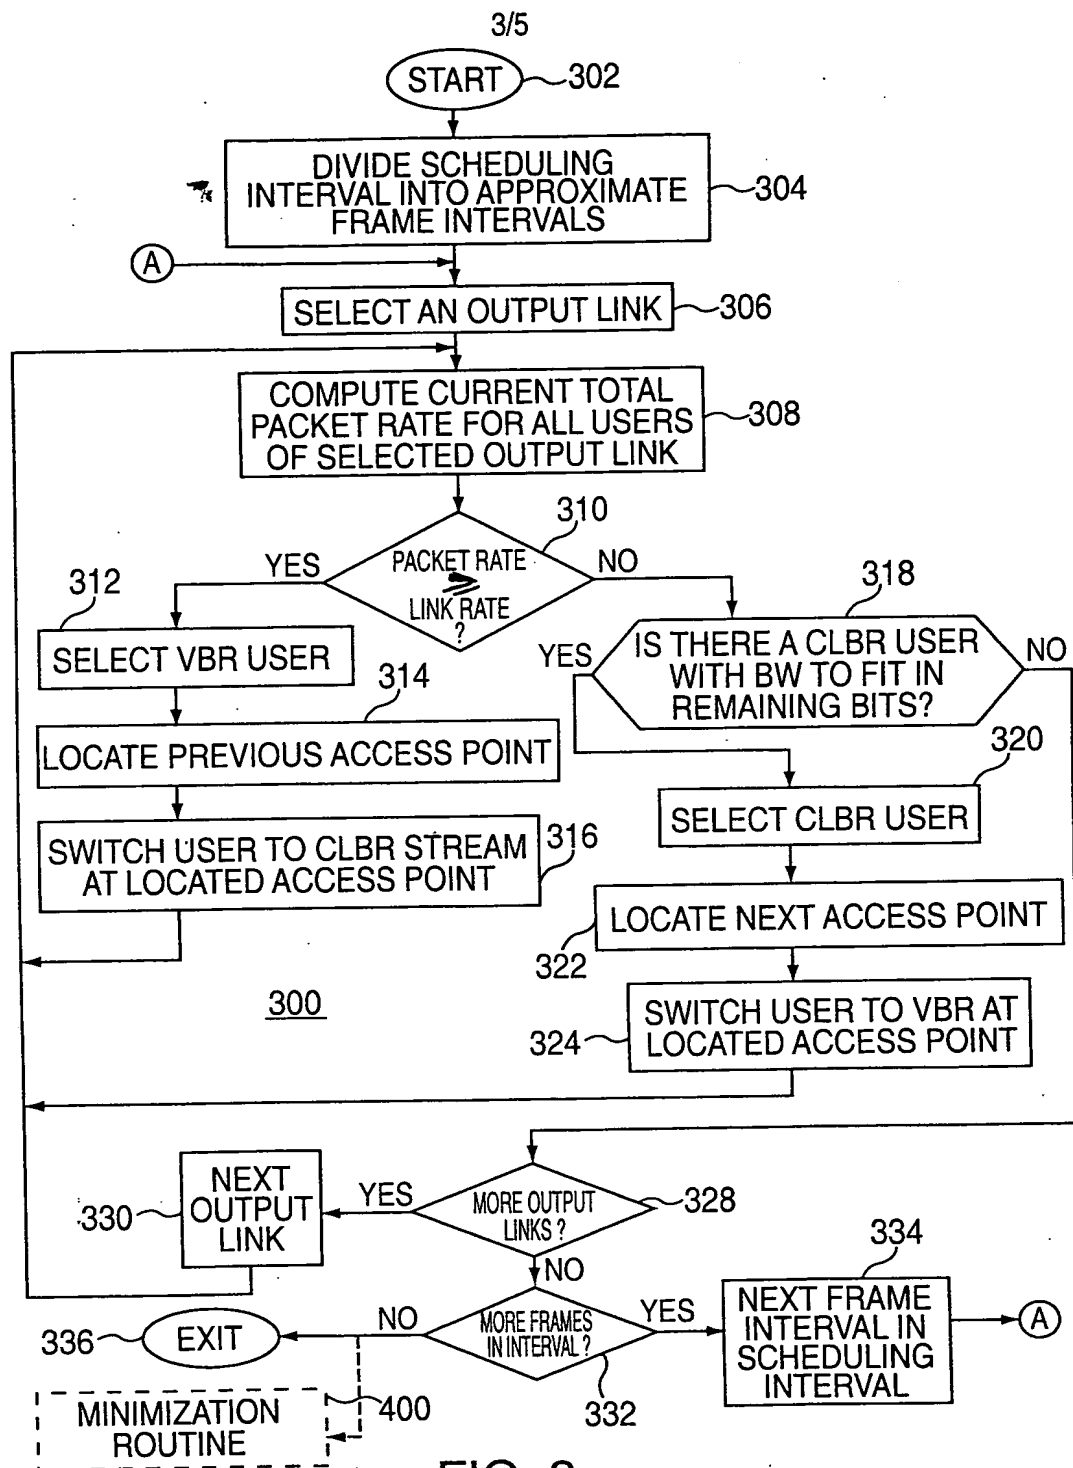 3/5
START
302
DIVIDE SCHEDULING
INTERVAL INTO APPROXIMATE
FRAME INTERVALS
304
A
SELECT AN OUTPUT LINK
306
COMPUTE CURRENT TOTAL
PACKET RATE FOR ALL USERS
OF SELECTED OUTPUT LINK
308
310
PACKET RATE
≥
LINK RATE
?
YES
NO
312
SELECT VBR USER
314
LOCATE PREVIOUS ACCESS POINT
SWITCH USER TO CLBR STREAM
AT LOCATED ACCESS POINT
316
318
IS THERE A CLBR USER
WITH BW TO FIT IN
REMAINING BITS?
YES
NO
320
SELECT CLBR USER
LOCATE NEXT ACCESS POINT
322
SWITCH USER TO VBR AT
LOCATED ACCESS POINT
324
300
MORE OUTPUT
LINKS ?
328
YES
NO
NEXT
OUTPUT
LINK
330
MORE FRAMES
IN INTERVAL ?
332
NO
YES
334
NEXT FRAME
INTERVAL IN
SCHEDULING
INTERVAL
A
EXIT
336
MINIMIZATION
ROUTINE
400